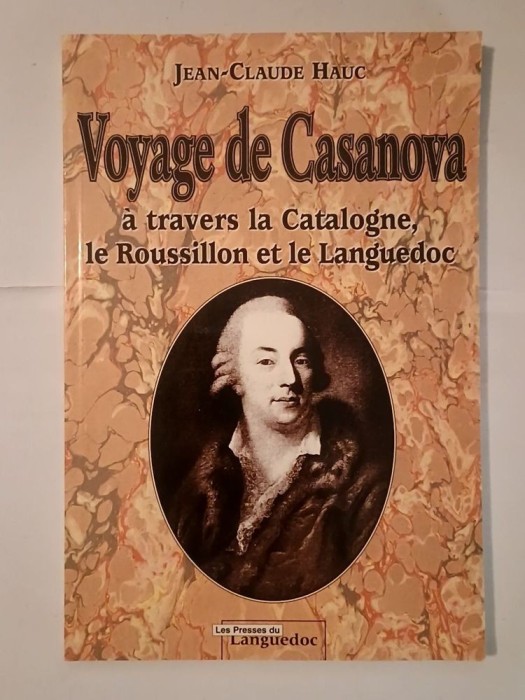 JEAN-CLAUDE HAUC
Voyage de Casanova
à travers la Catalogne,
le Roussillon et le Languedoc
Les Presses du
Languedoc